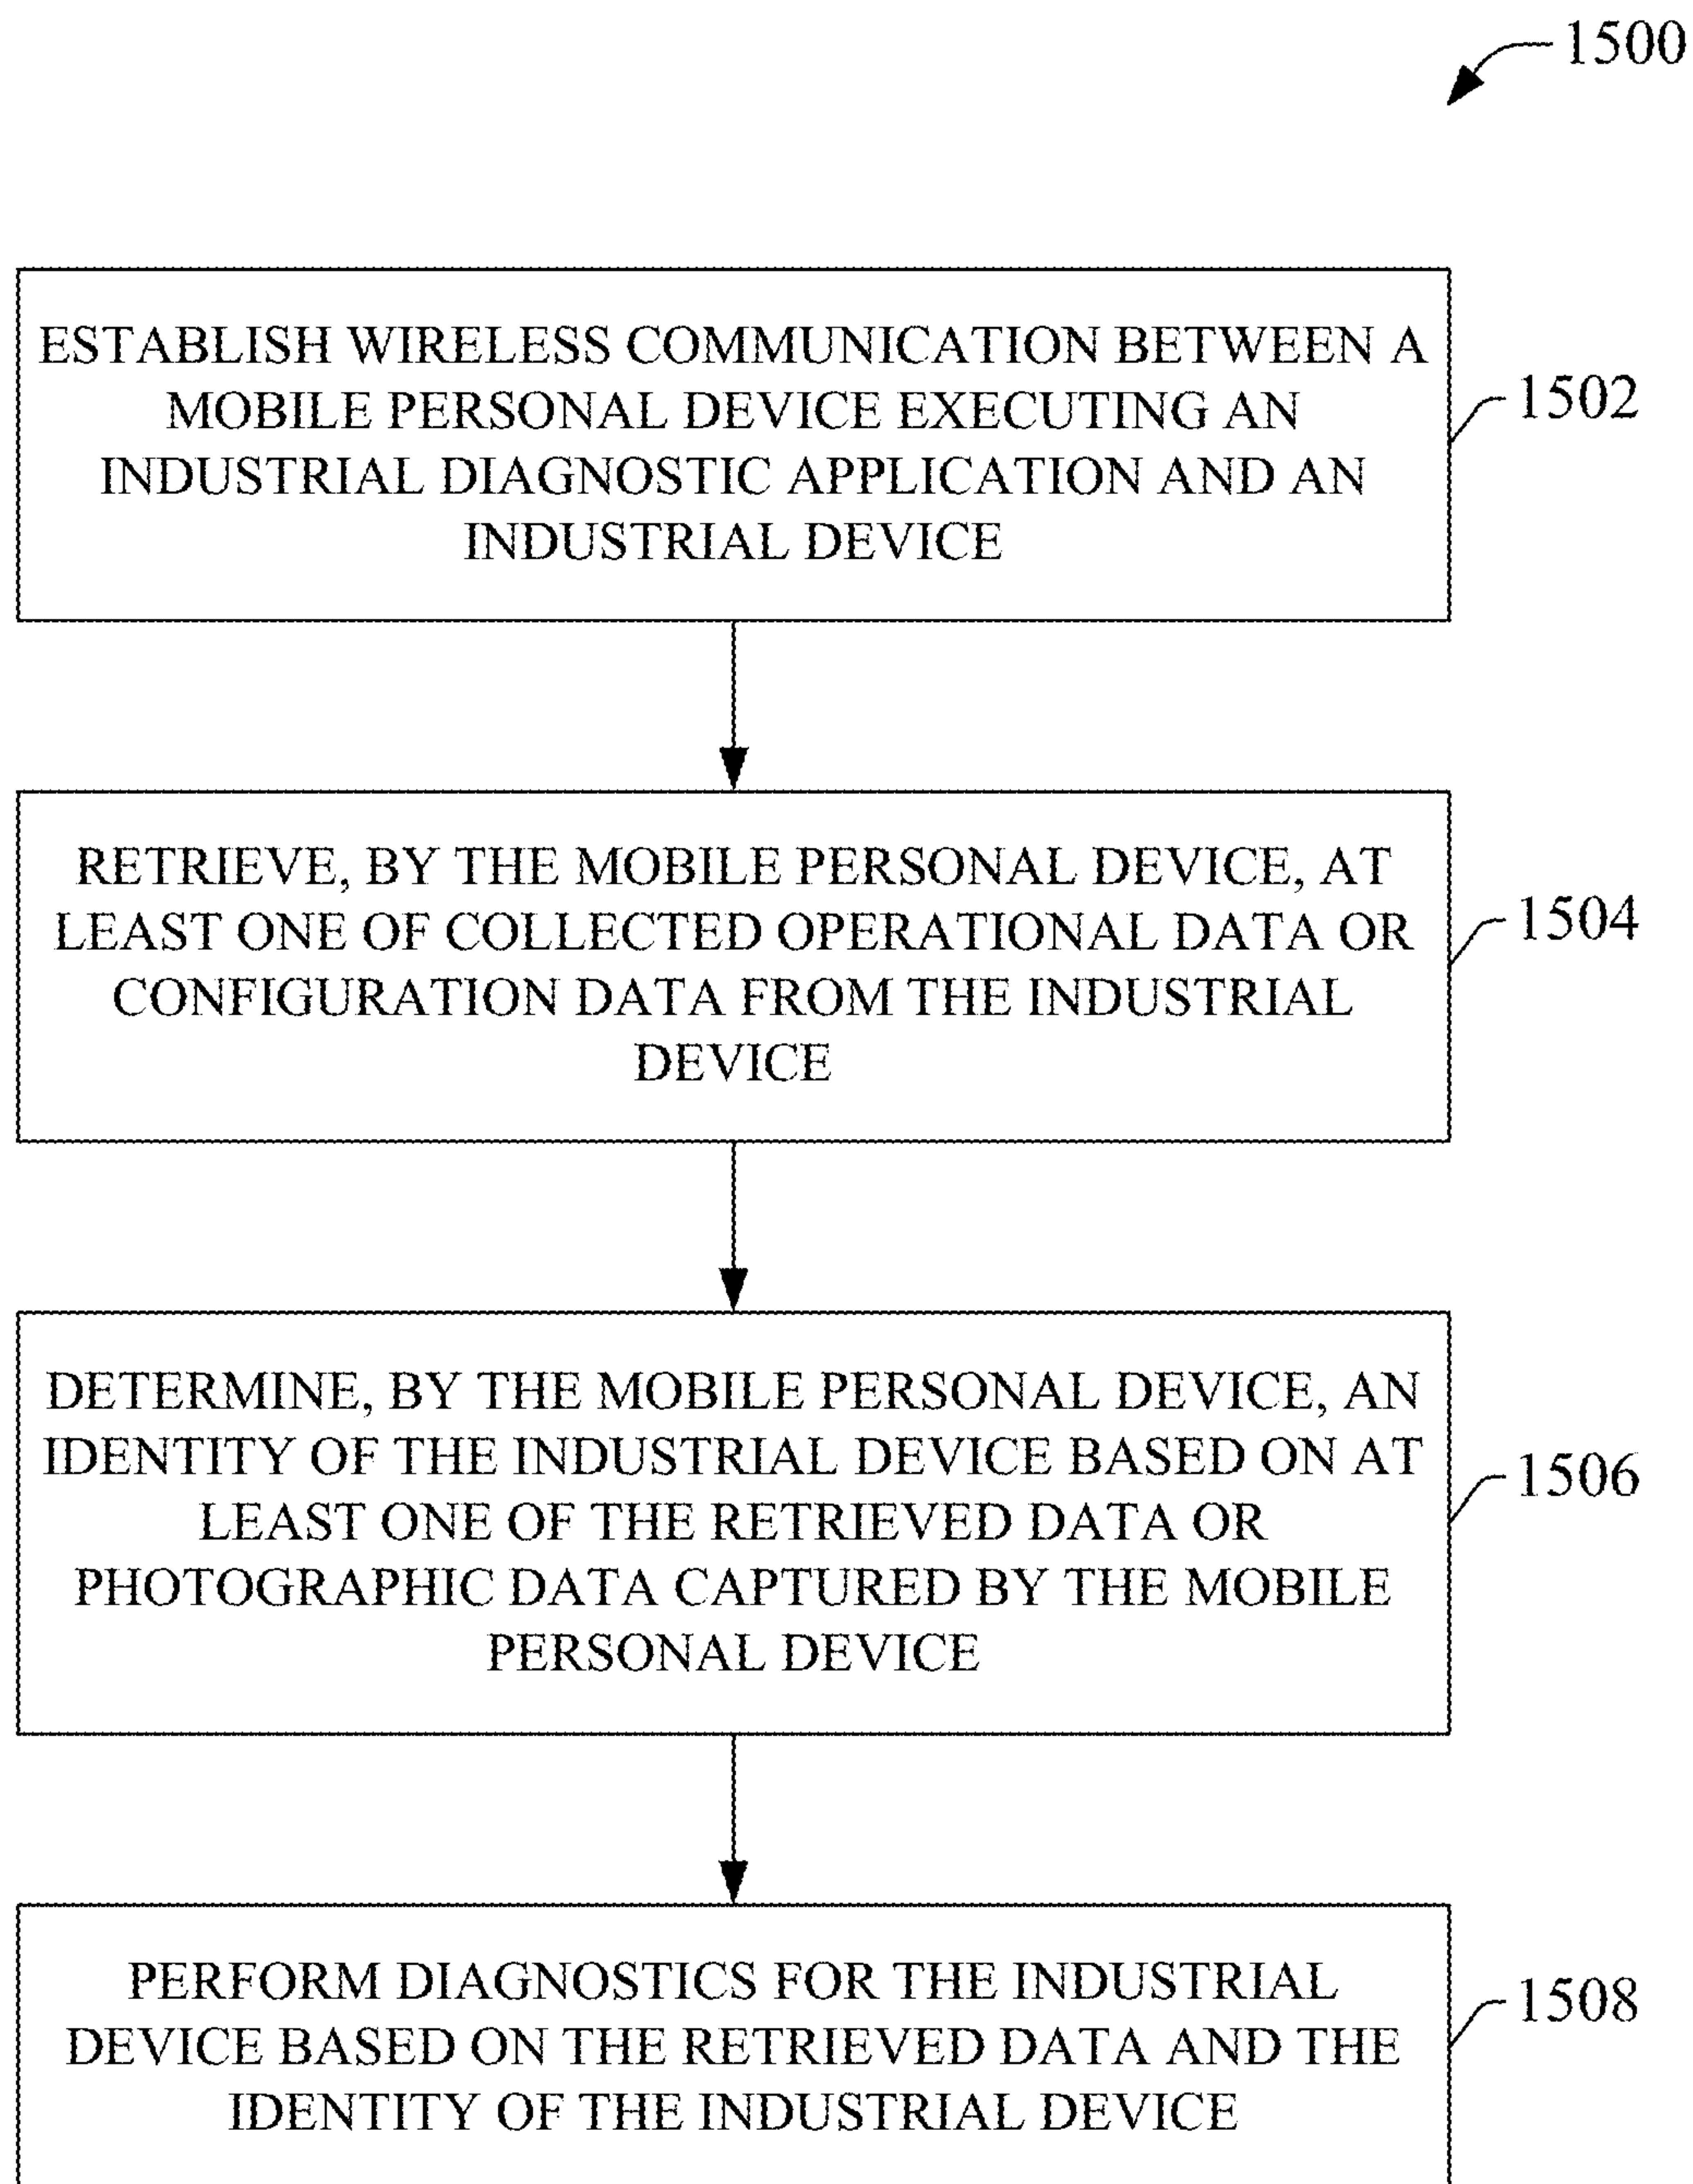 1500
ESTABLISH WIRELESS COMMUNICATION BETWEEN A
MOBILE PERSONAL DEVICE EXECUTING AN
INDUSTRIAL DIAGNOSTIC APPLICATION AND AN
INDUSTRIAL DEVICE
1502
RETRIEVE, BY THE MOBILE PERSONAL DEVICE, AT
LEAST ONE OF COLLECTED OPERATIONAL DATA OR
CONFIGURATION DATA FROM THE INDUSTRIAL
DEVICE
1504
DETERMINE, BY THE MOBILE PERSONAL DEVICE, AN
IDENTITY OF THE INDUSTRIAL DEVICE BASED ON AT
LEAST ONE OF THE RETRIEVED DATA OR
PHOTOGRAPHIC DATA CAPTURED BY THE MOBILE
PERSONAL DEVICE
1506
PERFORM DIAGNOSTICS FOR THE INDUSTRIAL
DEVICE BASED ON THE RETRIEVED DATA AND THE
IDENTITY OF THE INDUSTRIAL DEVICE
1508